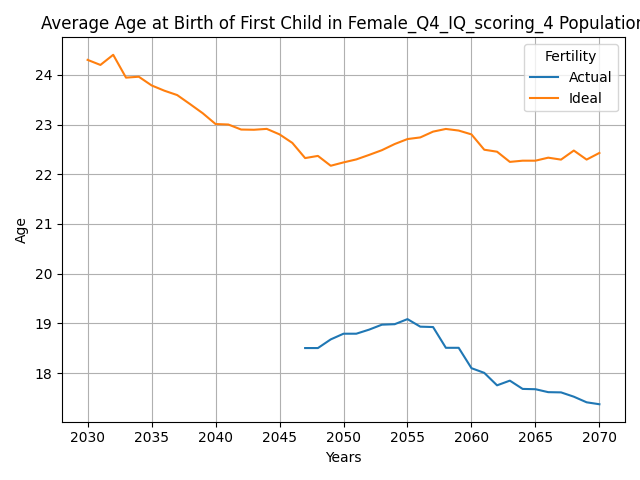 Average Age at Birth of First Child in Female_Q4_IQ_scoring_4 Population
Fertility
Actual
Ideal
24
23
22
21
20
19
18
Age
2030 2035 2040 2045 2050 2055 2060 2065 2070
Years